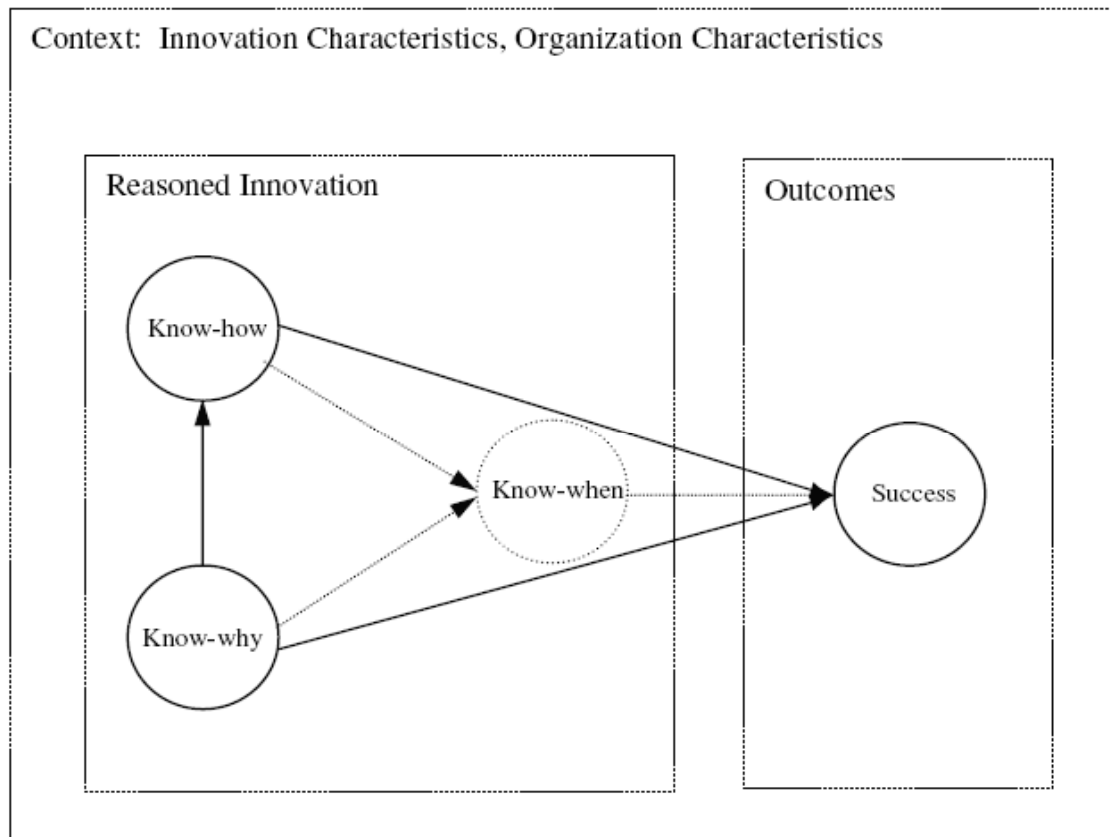 Context: Innovation Characteristics, Organization Characteristics
Reasoned Innovation
Outcomes
Know-how
Know-when
Success
Know-why